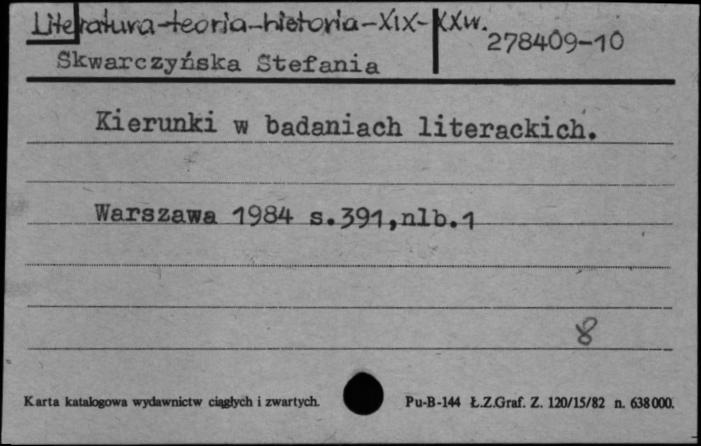 Literatura-teoria-historia-XIX-XXw.
278409-10
Skwarczyńska Stefania
Kierunki w badaniach literackich.
Warszawa 1984 s.391,nlb.1
8
Karta katalogowa wydawnictw ciągłych i zwartych.
Pu-B-144 Ł.Z.Graf. Z. 120/15/82 n. 638000.